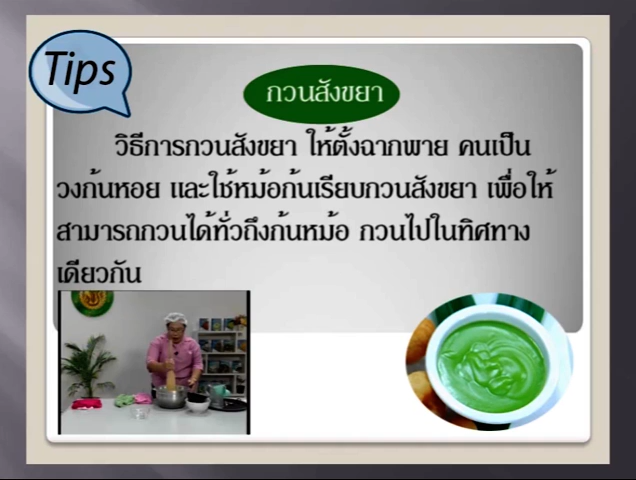 Tips
กวนสังขยา
วิธีการกวนสังขยา ให้ตั้งฉากพาย คนเป็น
วงก้นหอย และใช้หม้อก้นเรียบกวนสังขยา เพื่อให้
สามารถกวนได้ทั่วถึงก้นหม้อ กวนไปในทิศทาง
เดียวกัน